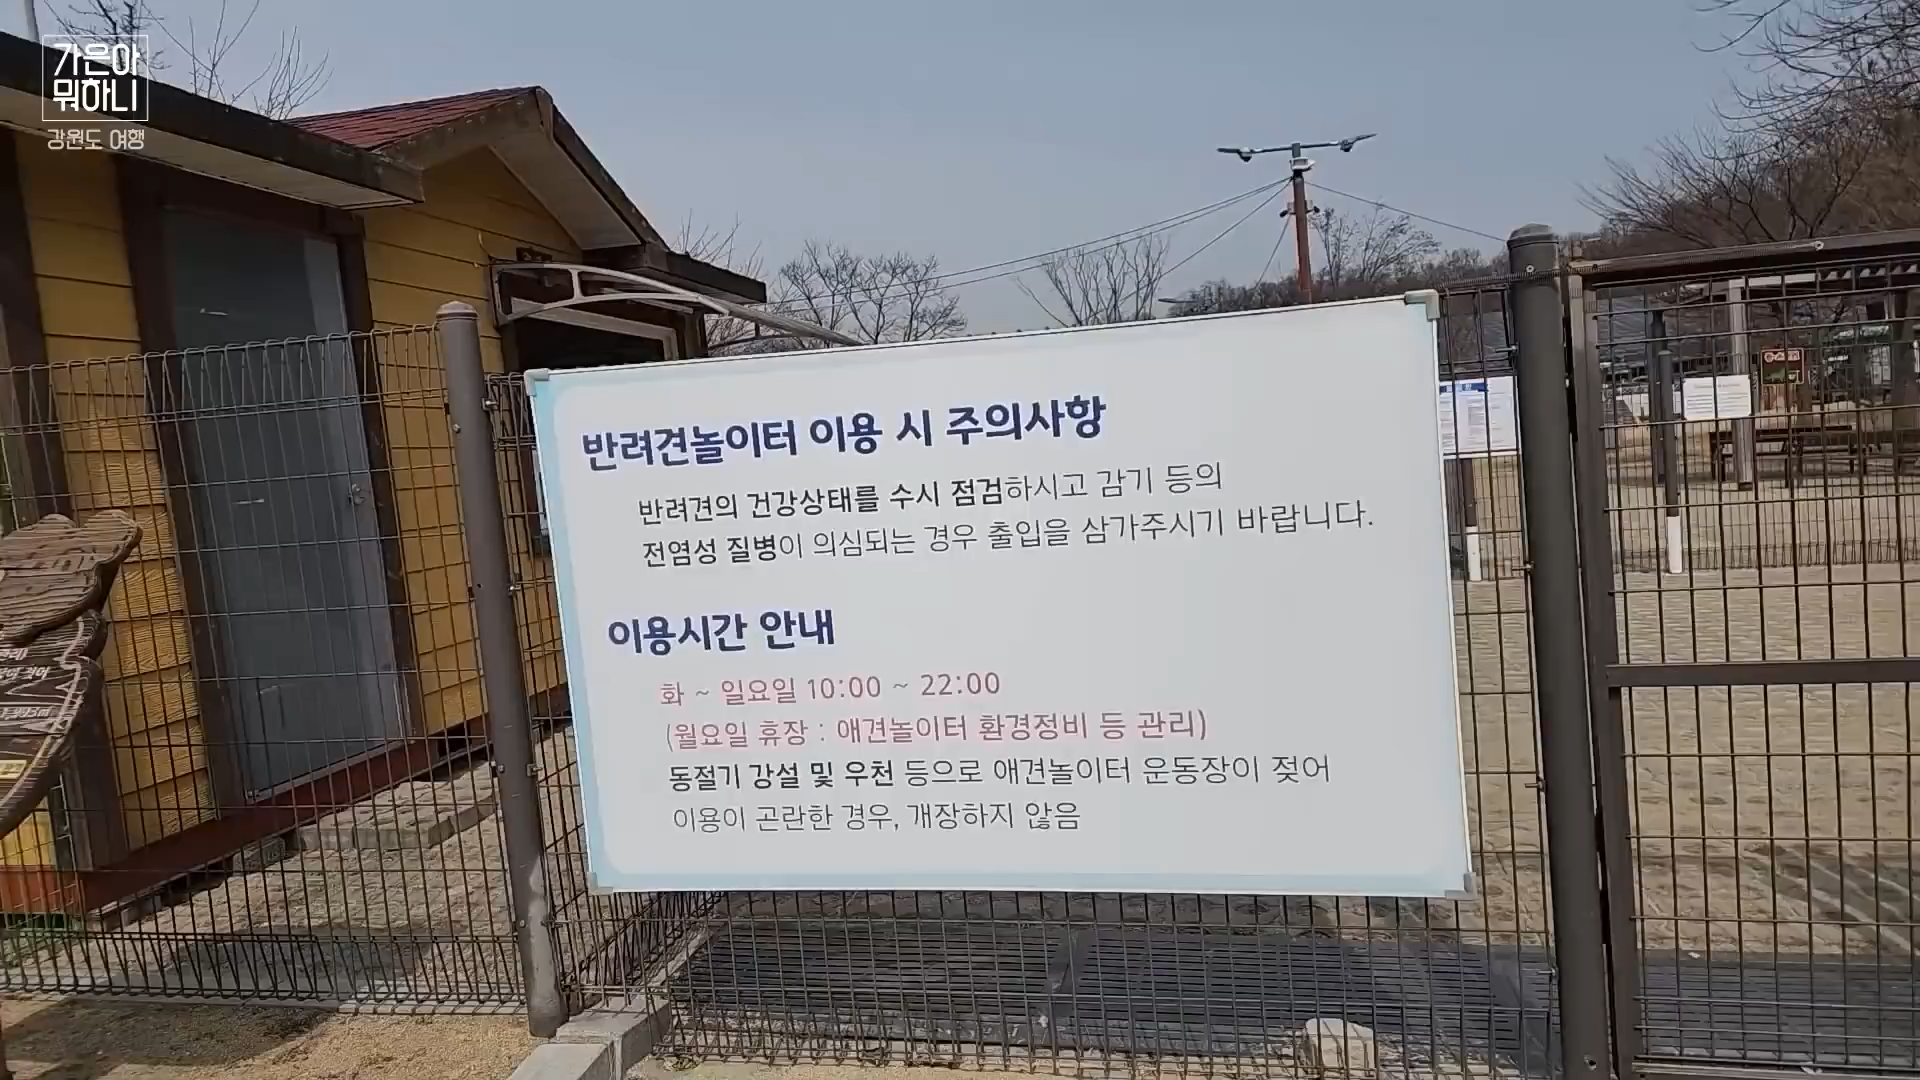 가은아
뭐하니
강원도 여행
반려견놀이터 이용 시 주의사항
반려견의 건강상태를 수시 점검하시고 감기 등의
전염성 질병이 의심되는 경우 출입을 삼가주시기 바랍니다.
이용시간 안내
화 ~ 일요일 10:00 ~ 22:00
(월요일 휴장 : 애견놀이터 환경정비 등 관리)
동절기 강설 및 우천 등으로 애견놀이터 운동장이 젖어
이용이 곤란한 경우, 개장하지 않음